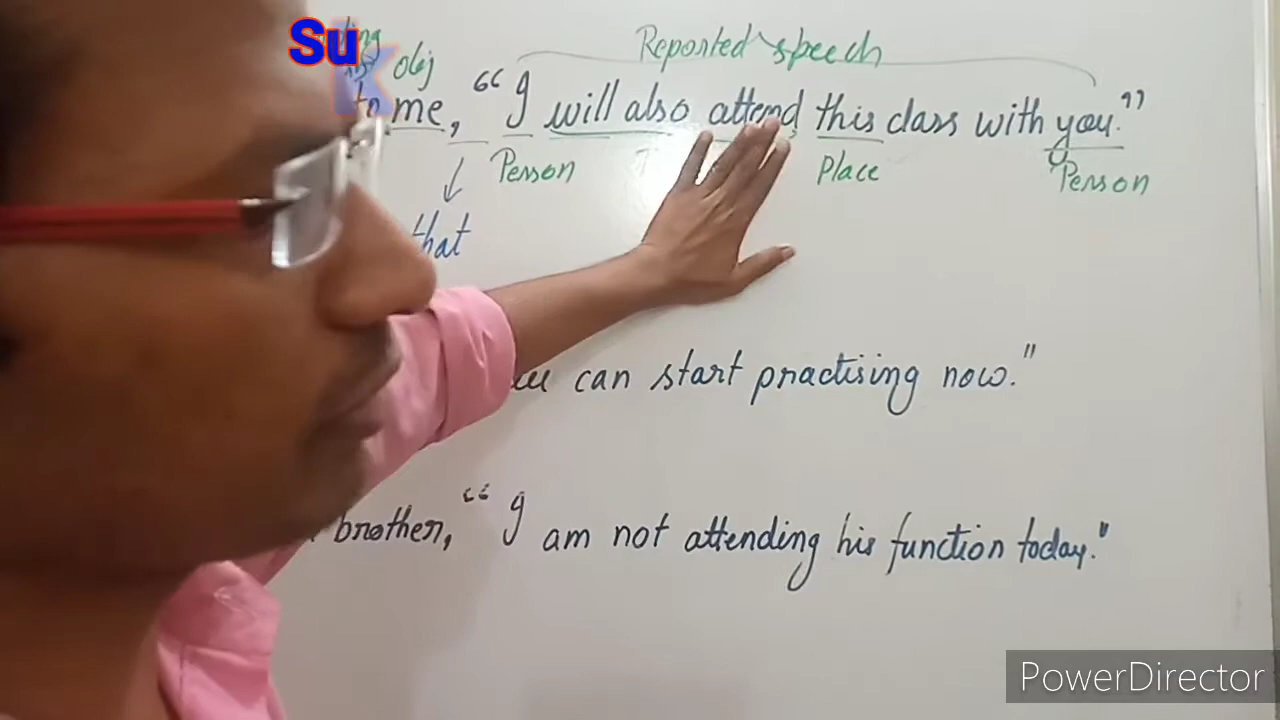 Su
obj Reported speech
to me, "I will also attend this class with you."
Person Place Person
that
can start practising now."
brother, "I am not attending his function today."
PowerDirector